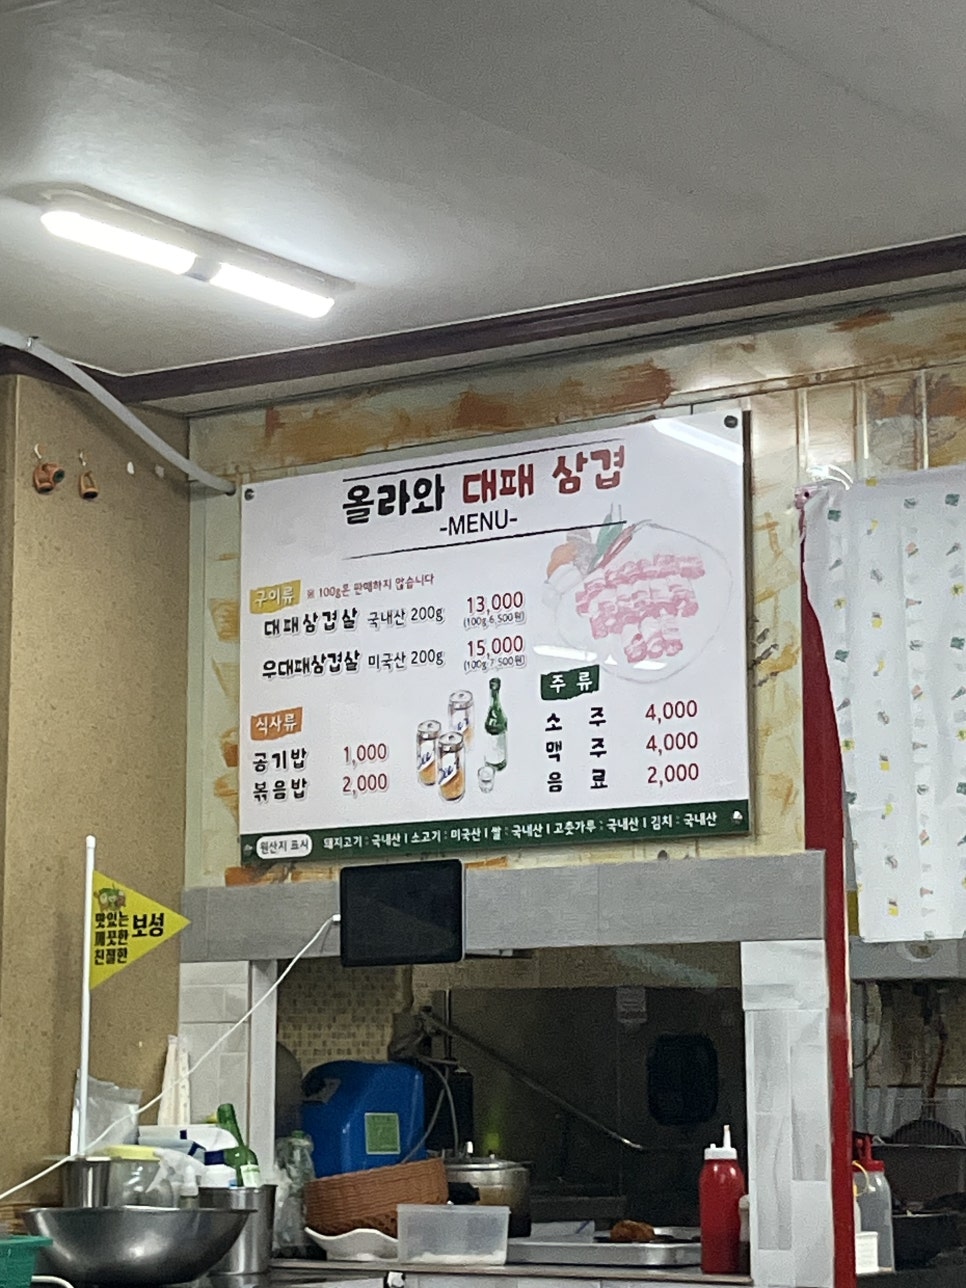 올라와 대패 삼겹
-MENU-
구이류 ※ 100g은 판매하지 않습니다
대패삼겹살 국내산 200g 13,000
(100g 6,500원)
우대패삼겹살 미국산 200g 15,000
(100g 7,500원)
식사류
공기밥 1,000
볶음밥 2,000
주류
소주 4,000
맥주 4,000
음료 2,000
원산지 표시 돼지고기 : 국내산 I 소고기 : 미국산 I 쌀 : 국내산 I 고춧가루 : 국내산 I 김치 : 국내산
맛있는
깨끗한 보성
친절한